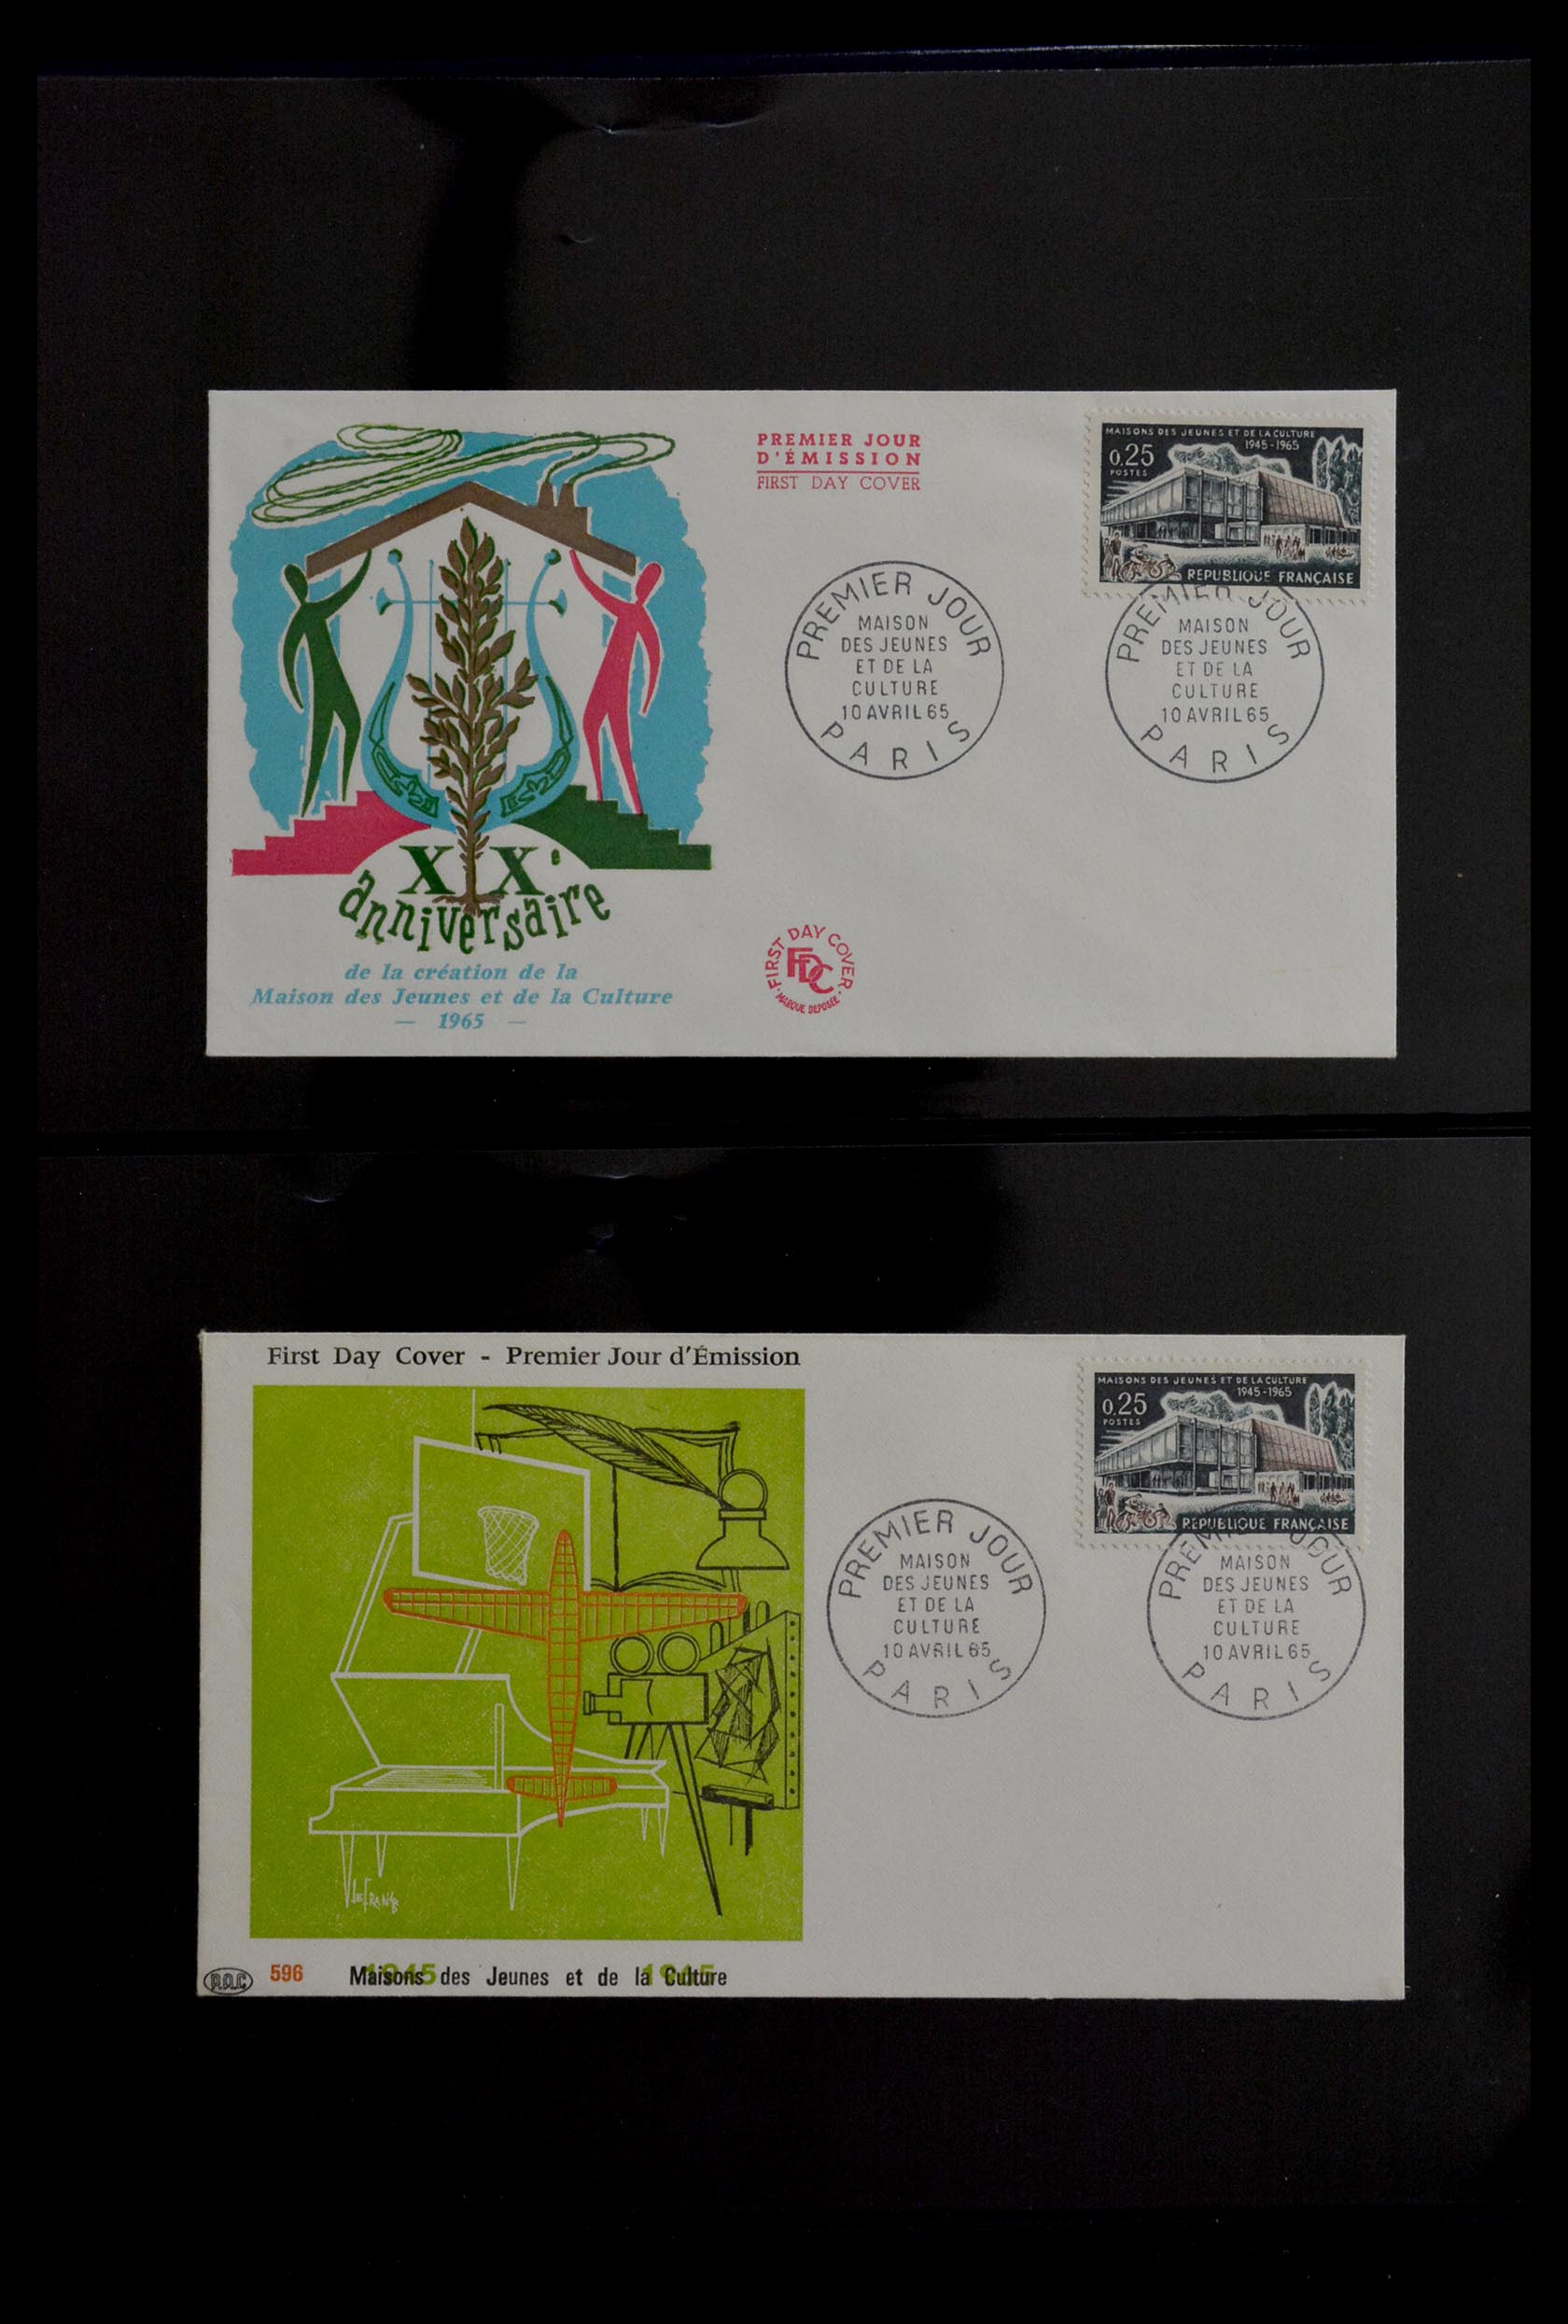 PREMIER JOUR
D'ÉMISSION
FIRST DAY COVER
MAISONS DES JEUNES ET DE LA CULTURE
1945-1965
0,25
POSTES
REPUBLIQUE FRANÇAISE
PREMIER JOUR
MAISON
DES JEUNES
ET DE LA
CULTURE
10 AVRIL 65
PARIS
PREMIER JOUR
MAISON
DES JEUNES
ET DE LA
CULTURE
10 AVRIL 65
PARIS
XXe
anniversaire
de la création de la
Maison des Jeunes et de la Culture
— 1965 —
FIRST DAY COVER
FDC
MARQUE DEPOSÉE
First Day Cover - Premier Jour d'Émission
MAISONS DES JEUNES ET DE LA CULTURE
1945-1965
0,25
POSTES
REPUBLIQUE FRANÇAISE
PREMIER JOUR
MAISON
DES JEUNES
ET DE LA
CULTURE
10 AVRIL 65
PARIS
PREMIER JOUR
MAISON
DES JEUNES
ET DE LA
CULTURE
10 AVRIL 65
PARIS
P.A.C
596
Maisons des Jeunes et de la Culture